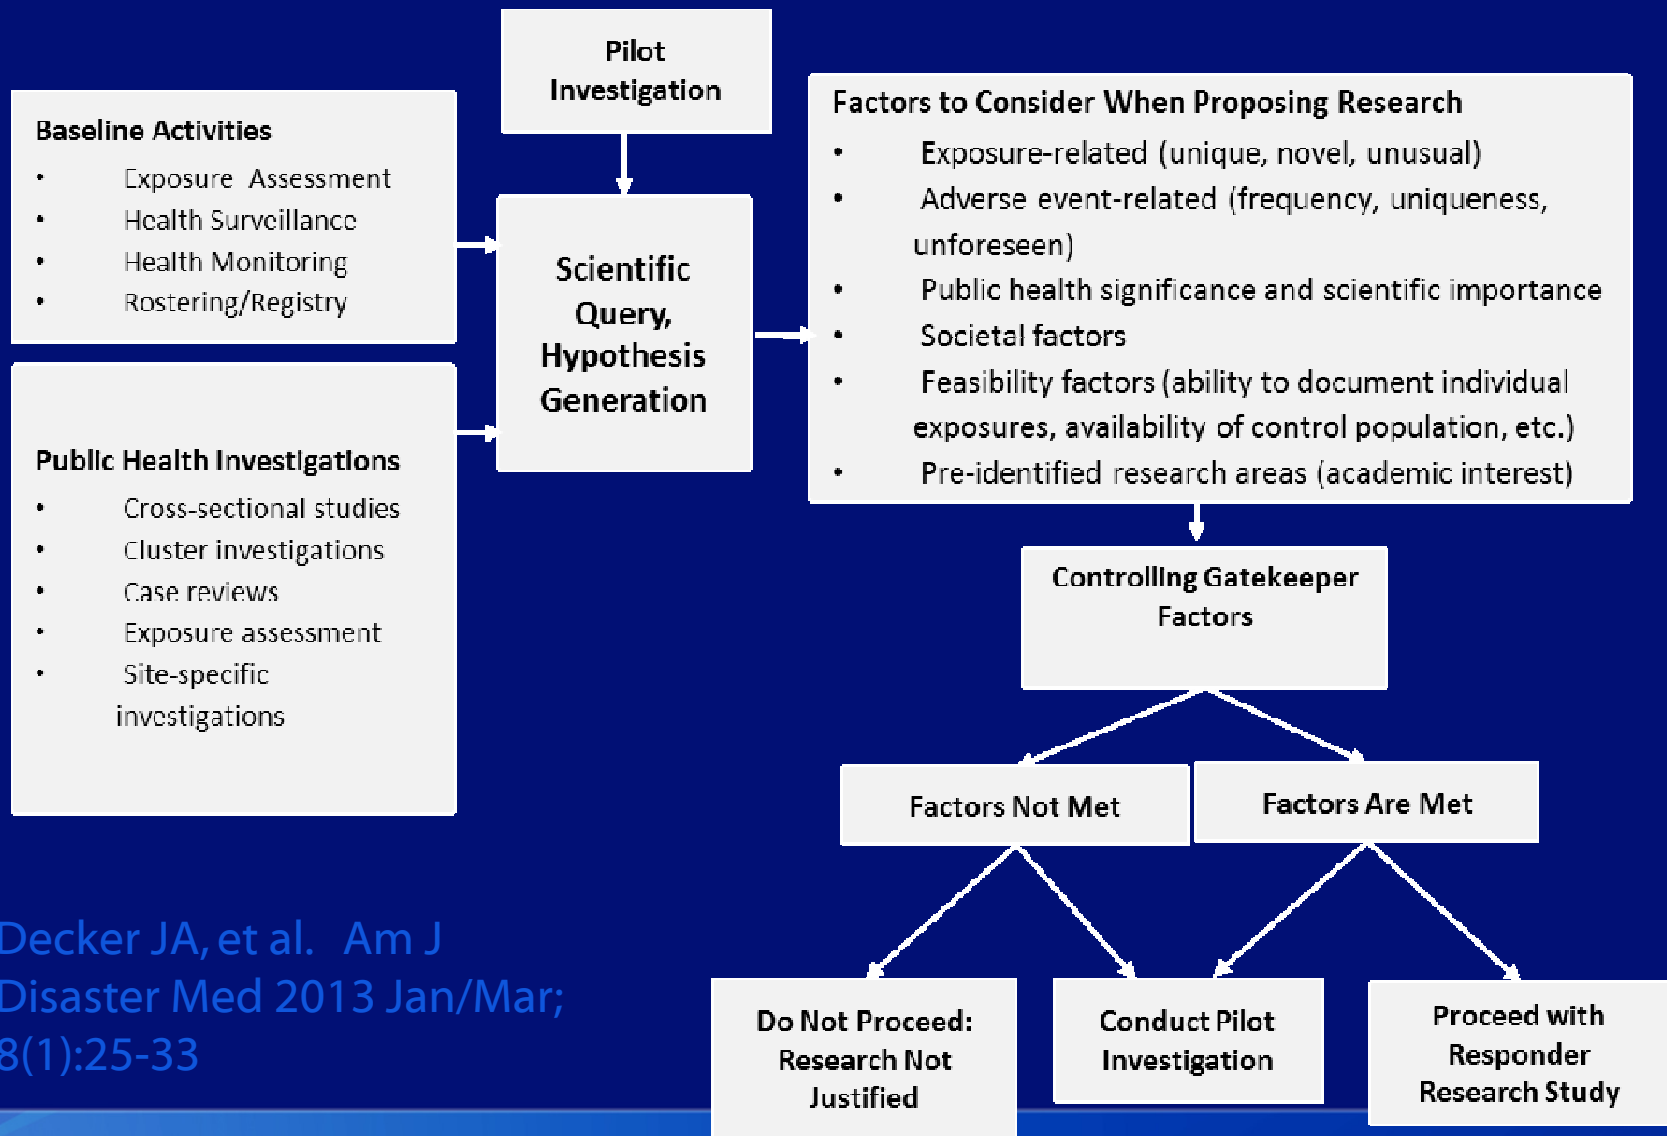 Pilot
Investigation
Baseline Activities
• Exposure Assessment
• Health Surveillance
• Health Monitoring
• Rostering/Registry
Public Health Investigations
• Cross-sectional studies
• Cluster investigations
• Case reviews
• Exposure assessment
• Site-specific
investigations
Scientific
Query,
Hypothesis
Generation
Factors to Consider When Proposing Research
• Exposure-related (unique, novel, unusual)
• Adverse event-related (frequency, uniqueness,
unforeseen)
• Public health significance and scientific importance
• Societal factors
• Feasibility factors (ability to document individual
exposures, availability of control population, etc.)
• Pre-identified research areas (academic interest)
Controlling Gatekeeper
Factors
Factors Not Met
Factors Are Met
Do Not Proceed:
Research Not
Justified
Conduct Pilot
Investigation
Proceed with
Responder
Research Study
Decker JA, et al. Am J
Disaster Med 2013 Jan/Mar;
8(1):25-33